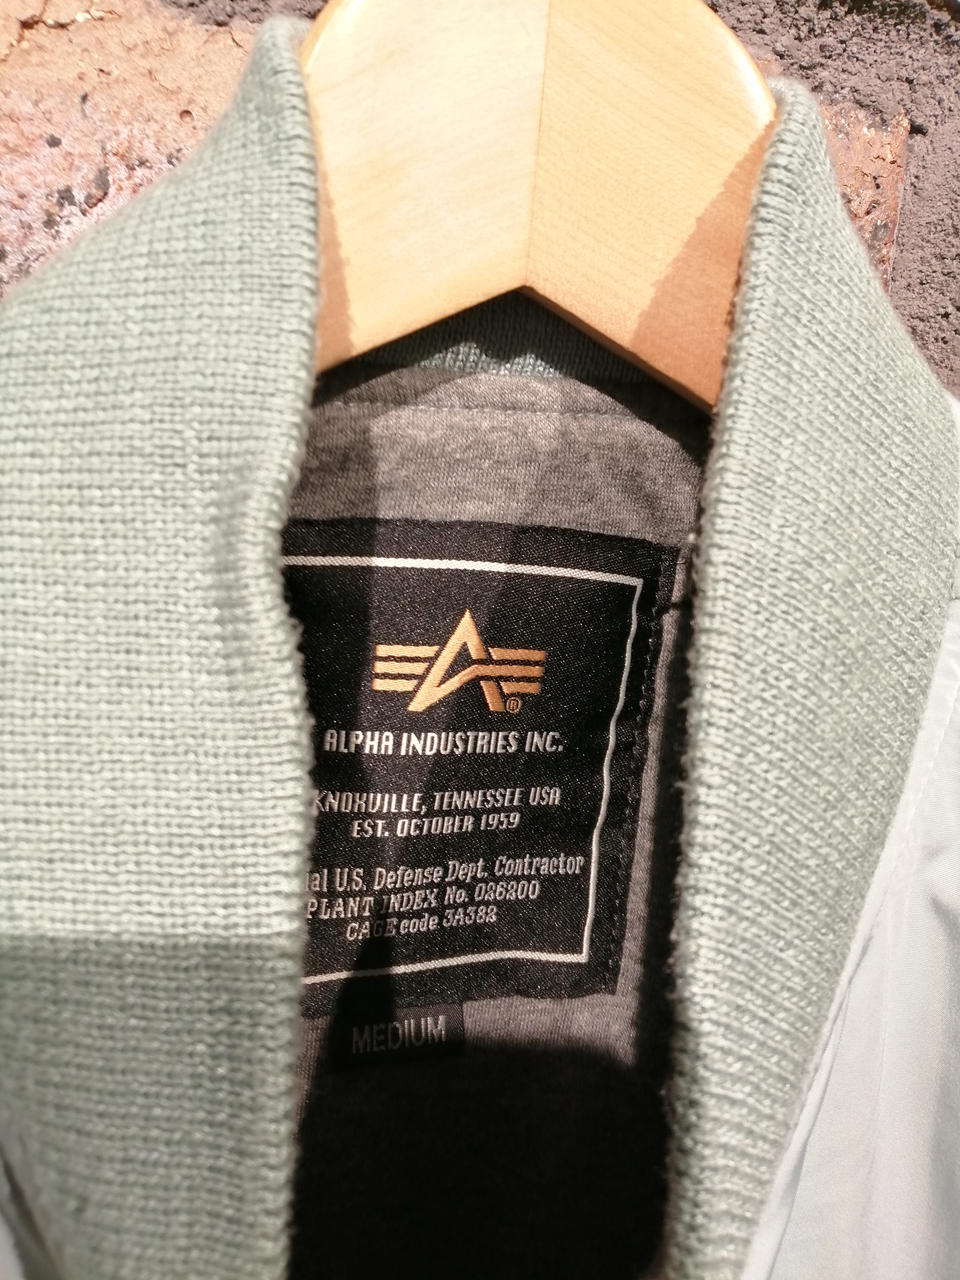 ®
ALPHA INDUSTRIES INC.
KNOXVILLE, TENNESSEE USA
EST. OCTOBER 1959
U.S. Defense Dept. Contractor
PLANT INDEX No. 026200
CAGE code 3A382
MEDIUM